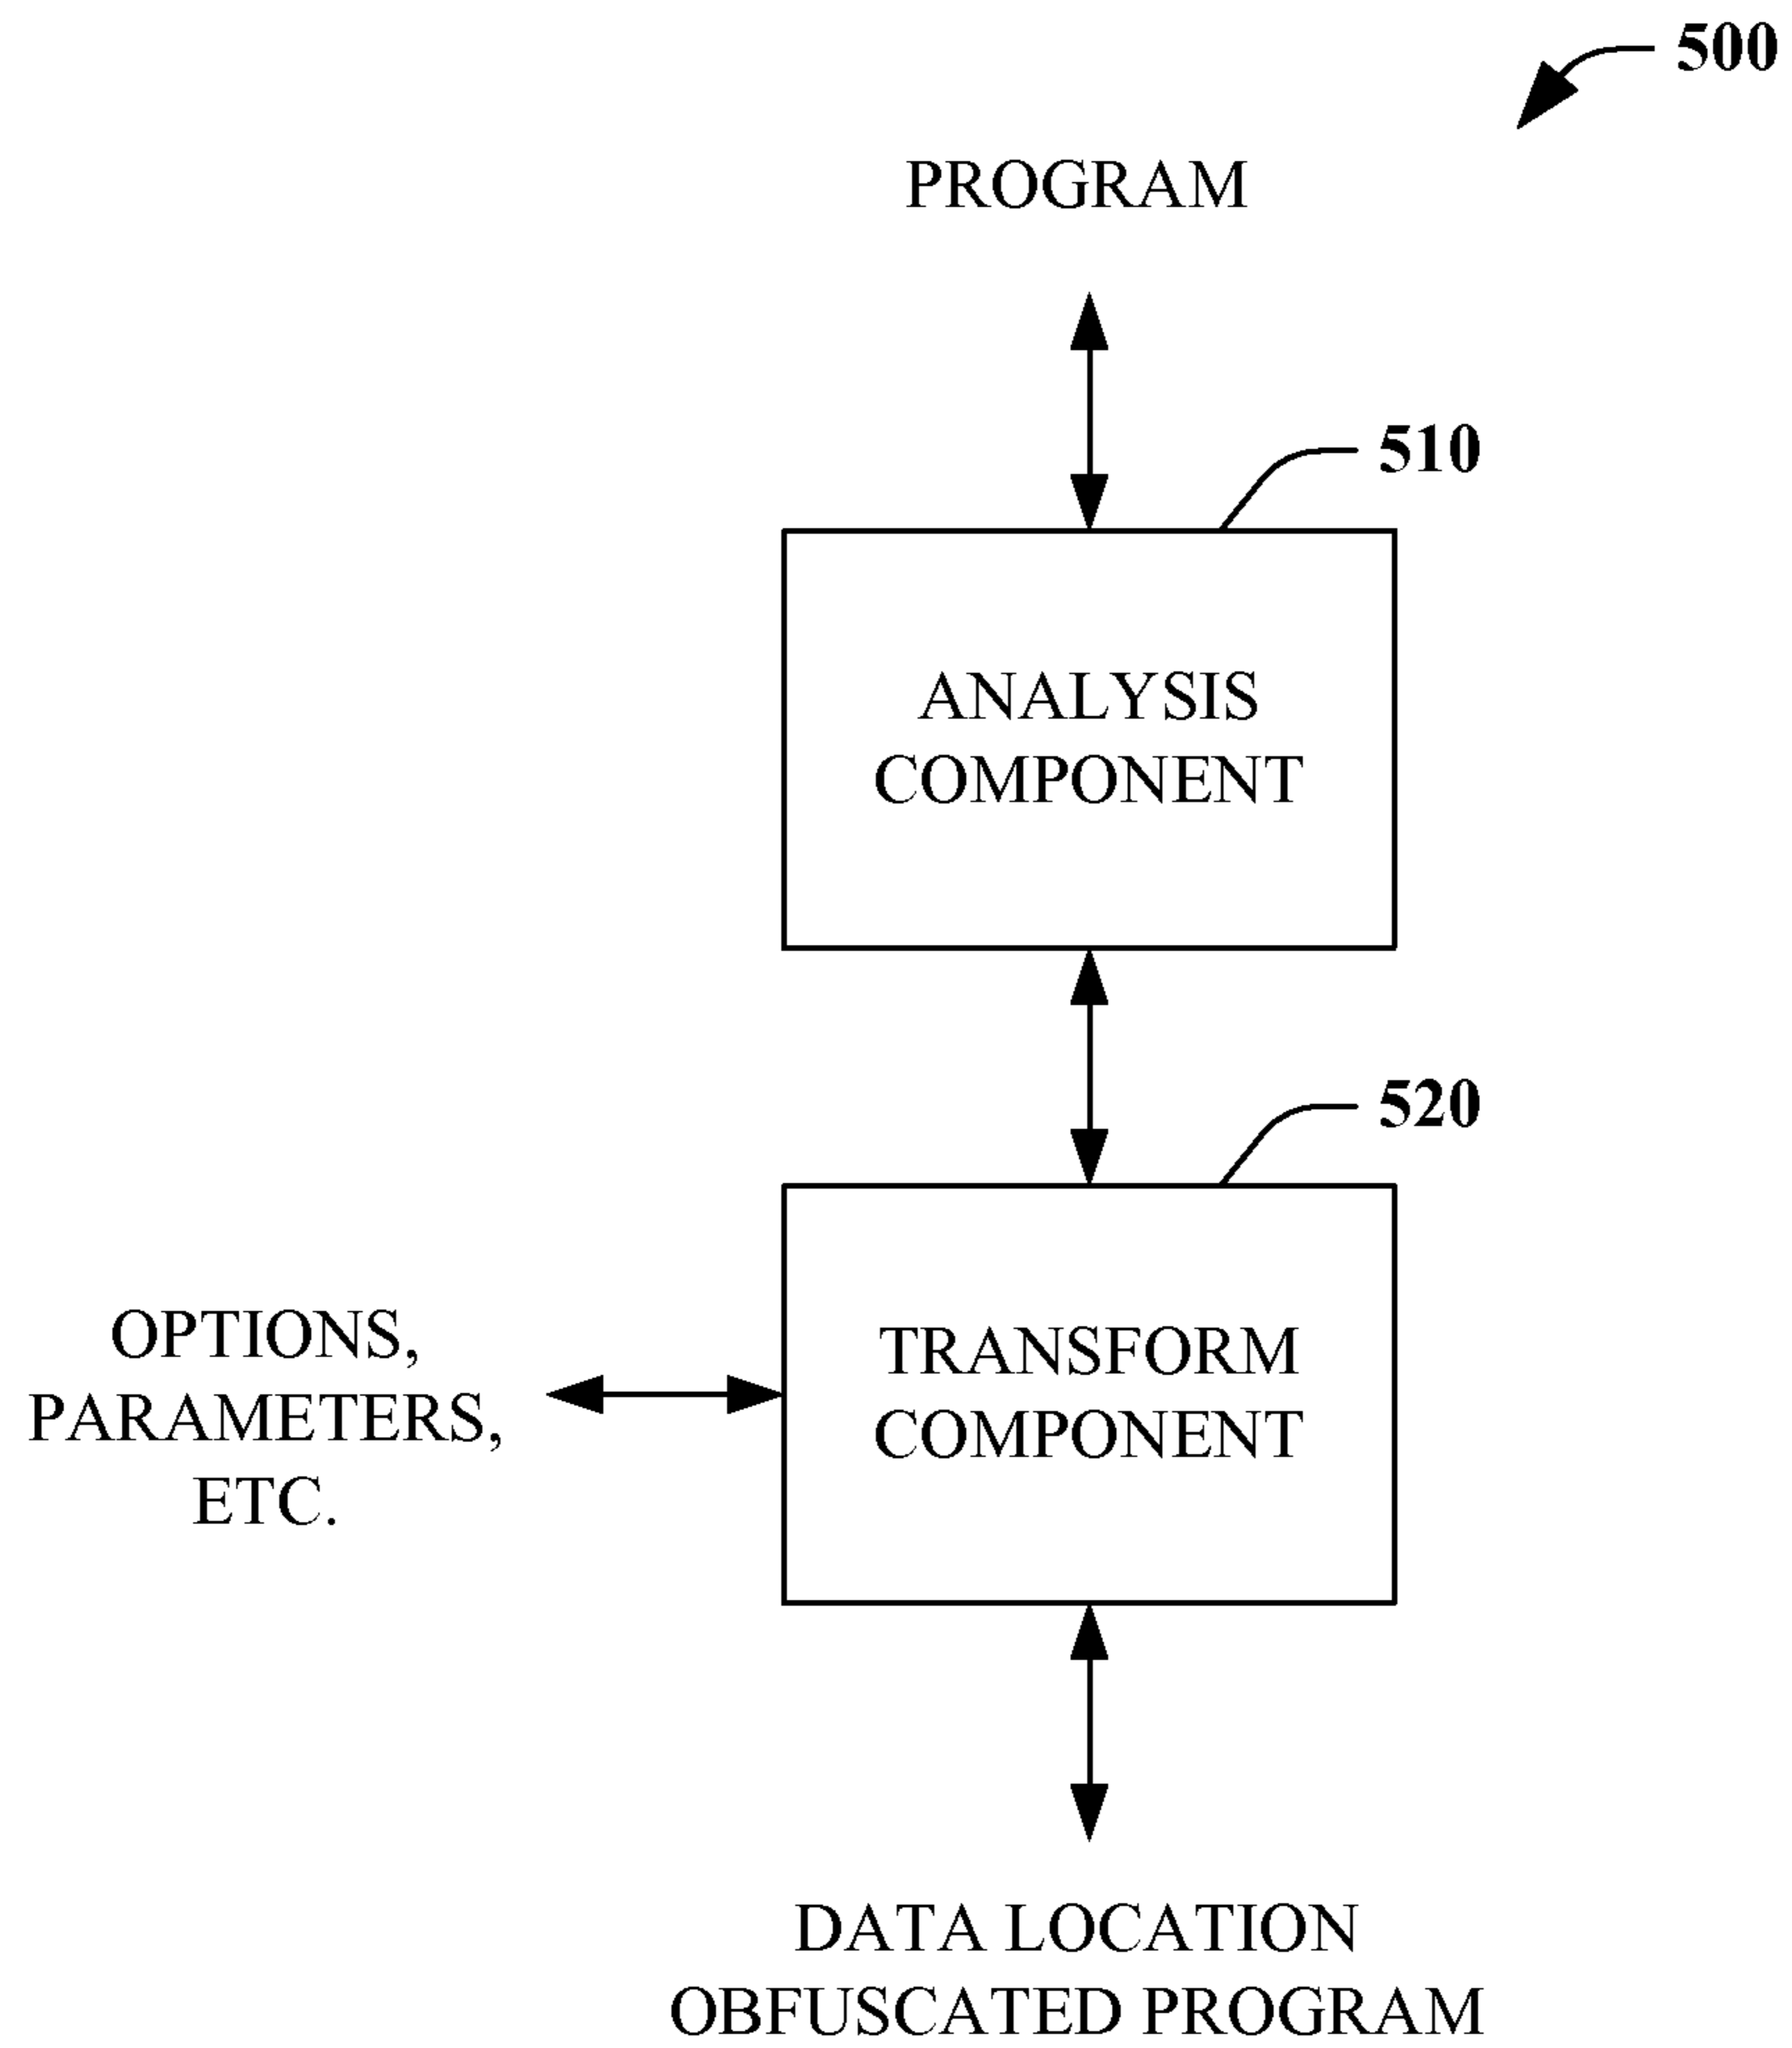 500
PROGRAM
510
ANALYSIS
COMPONENT
520
OPTIONS,
PARAMETERS,
ETC.
TRANSFORM
COMPONENT
DATA LOCATION
OBFUSCATED PROGRAM